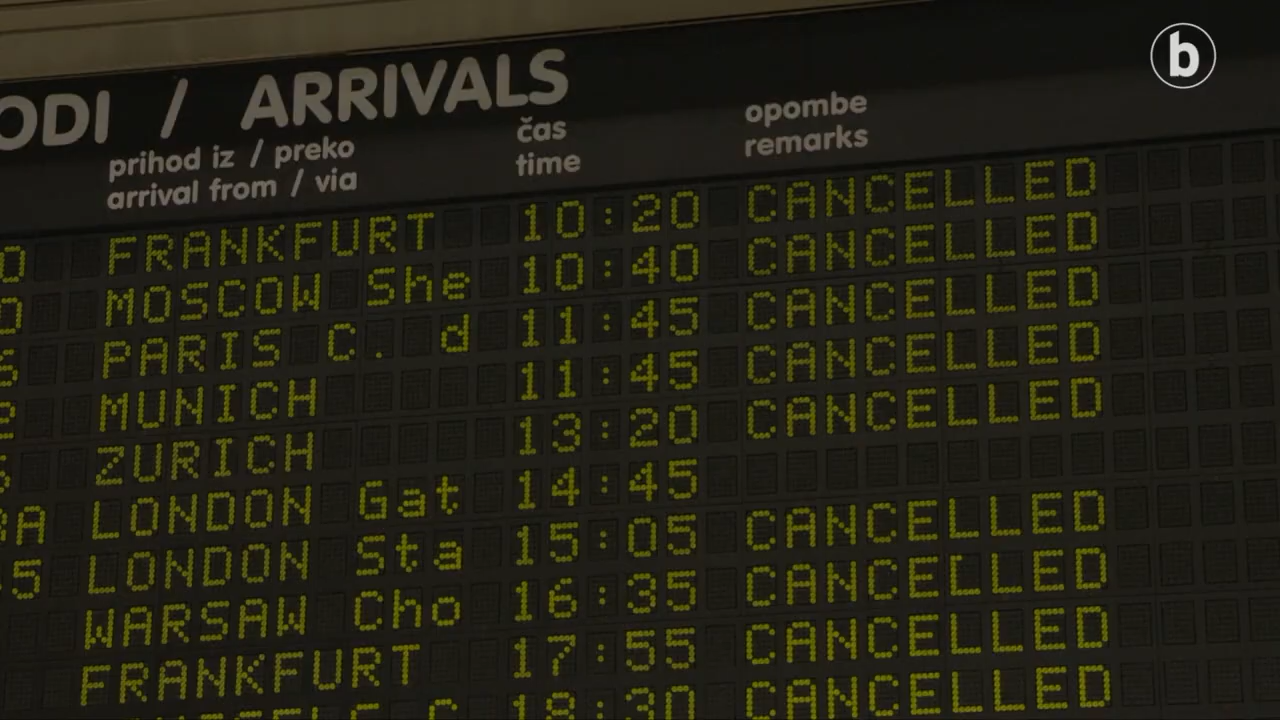 ODI / ARRIVALS
prihod iz / preko čas opombe
arrival from / via time remarks
FRANKFURT 10:20 CANCELLED
MOSCOW She 10:40 CANCELLED
PARIS C. d 11:45 CANCELLED
MUNICH 11:45 CANCELLED
ZURICH 13:20 CANCELLED
A LONDON Gat 14:45
5 LONDON Sta 15:05 CANCELLED
WARSAW Cho 16:35 CANCELLED
FRANKFURT 17:55 CANCELLED
18:30 CANCELLED
b